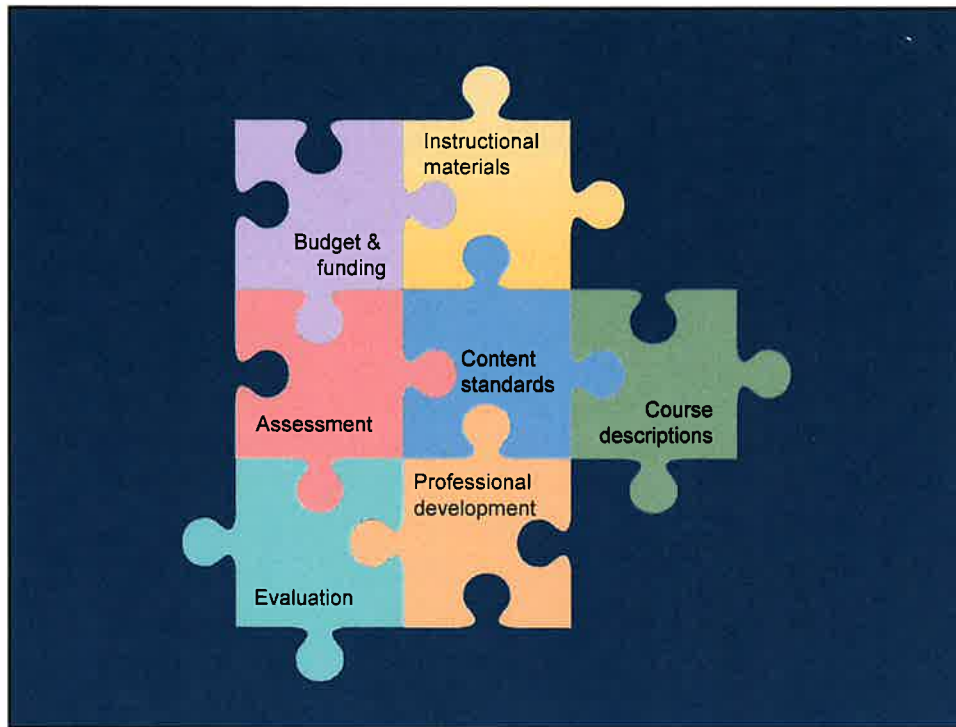 Instructional
materials
Budget &
funding
Content
standards
Course
descriptions
Assessment
Professional
development
Evaluation